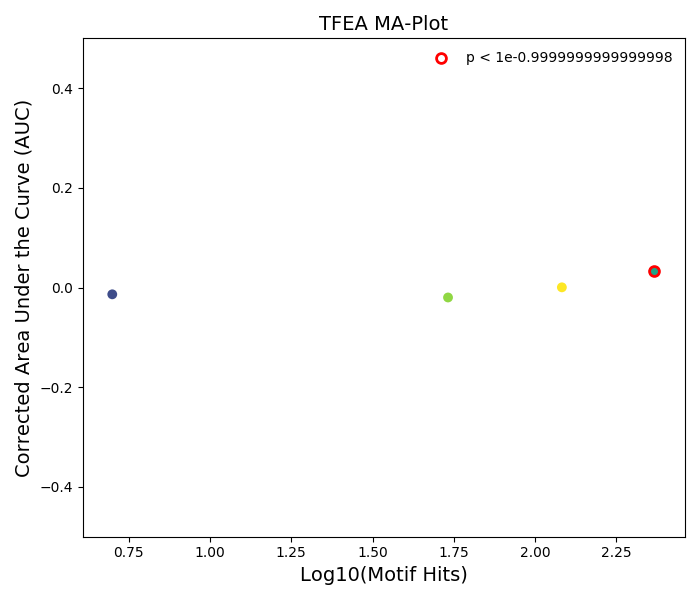 TFEA MA-Plot
p < 1e-0.9999999999999998
Corrected Area Under the Curve (AUC)
0.4
0.2
0.0
−0.2
−0.4
0.75 1.00 1.25 1.50 1.75 2.00 2.25
Log10(Motif Hits)